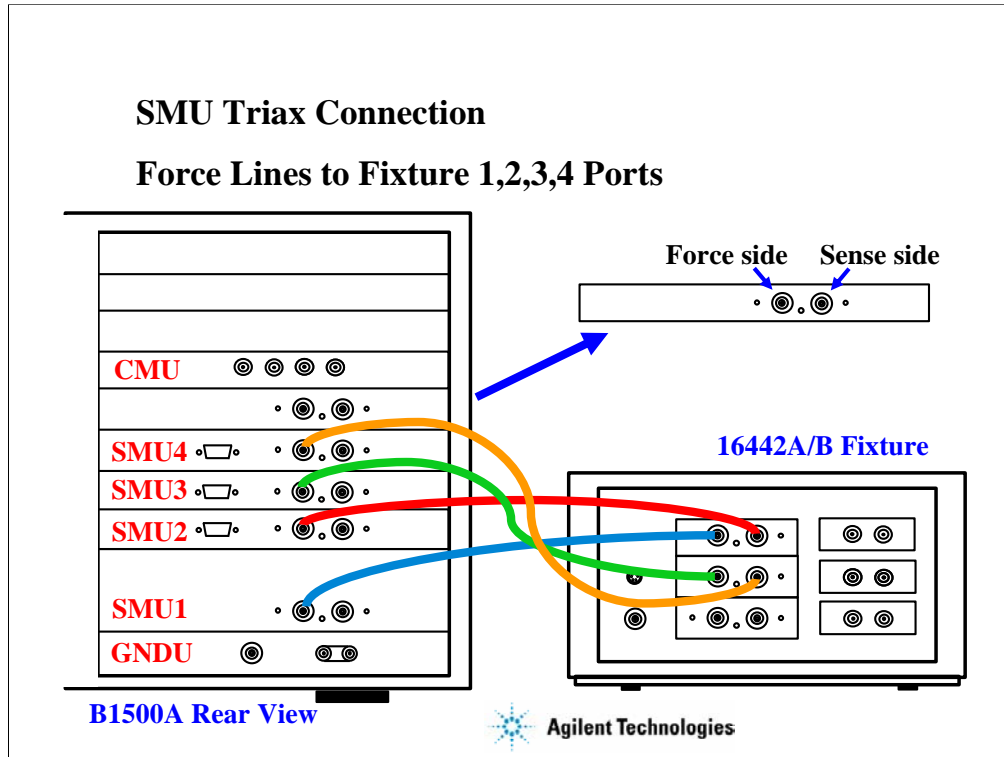 SMU Triax Connection
Force Lines to Fixture 1,2,3,4 Ports
Force side
Sense side
CMU
SMU4
SMU3
SMU2
SMU1
GNDU
16442A/B Fixture
B1500A Rear View
Agilent Technologies